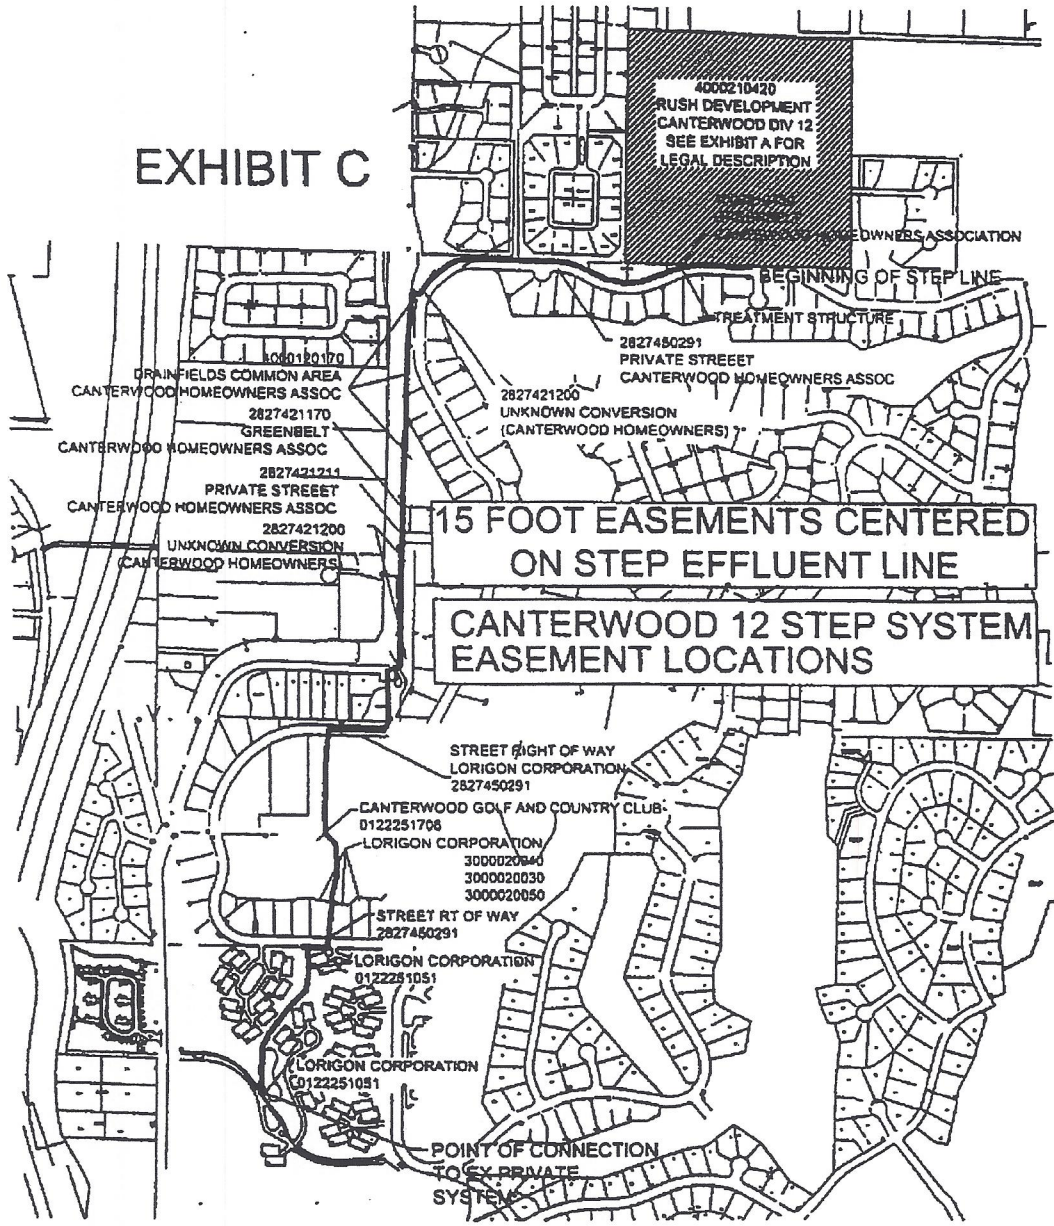 4000210420
RUSH DEVELOPMENT
CANTERWOOD DIV 12
SEE EXHIBIT A FOR
LEGAL DESCRIPTION
EXHIBIT C
CANTERWOOD HOMEOWNERS ASSOCIATION
BEGINNING OF STEP LINE
TREATMENT STRUCTURE
2827450291
PRIVATE STREEET
CANTERWOOD HOMEOWNERS ASSOC
4000120170
DRAINFIELDS COMMON AREA
CANTERWOOD HOMEOWNERS ASSOC
2827421200
UNKNOWN CONVERSION
(CANTERWOOD HOMEOWNERS)
2827421170
GREENBELT
CANTERWOOD HOMEOWNERS ASSOC
2827421211
PRIVATE STREEET
CANTERWOOD HOMEOWNERS ASSOC
2827421200
UNKNOWN CONVERSION
(CANTERWOOD HOMEOWNERS)
15 FOOT EASEMENTS CENTERED
ON STEP EFFLUENT LINE
CANTERWOOD 12 STEP SYSTEM
EASEMENT LOCATIONS
STREET RIGHT OF WAY
LORIGON CORPORATION
2827450291
CANTERWOOD GOLF AND COUNTRY CLUB
0122251708
LORIGON CORPORATION
3000020040
3000020030
3000020050
STREET RT OF WAY
2827450291
LORIGON CORPORATION
0122251051
LORIGON CORPORATION
0122251051
POINT OF CONNECTION
TO EX PRIVATE
SYSTEM